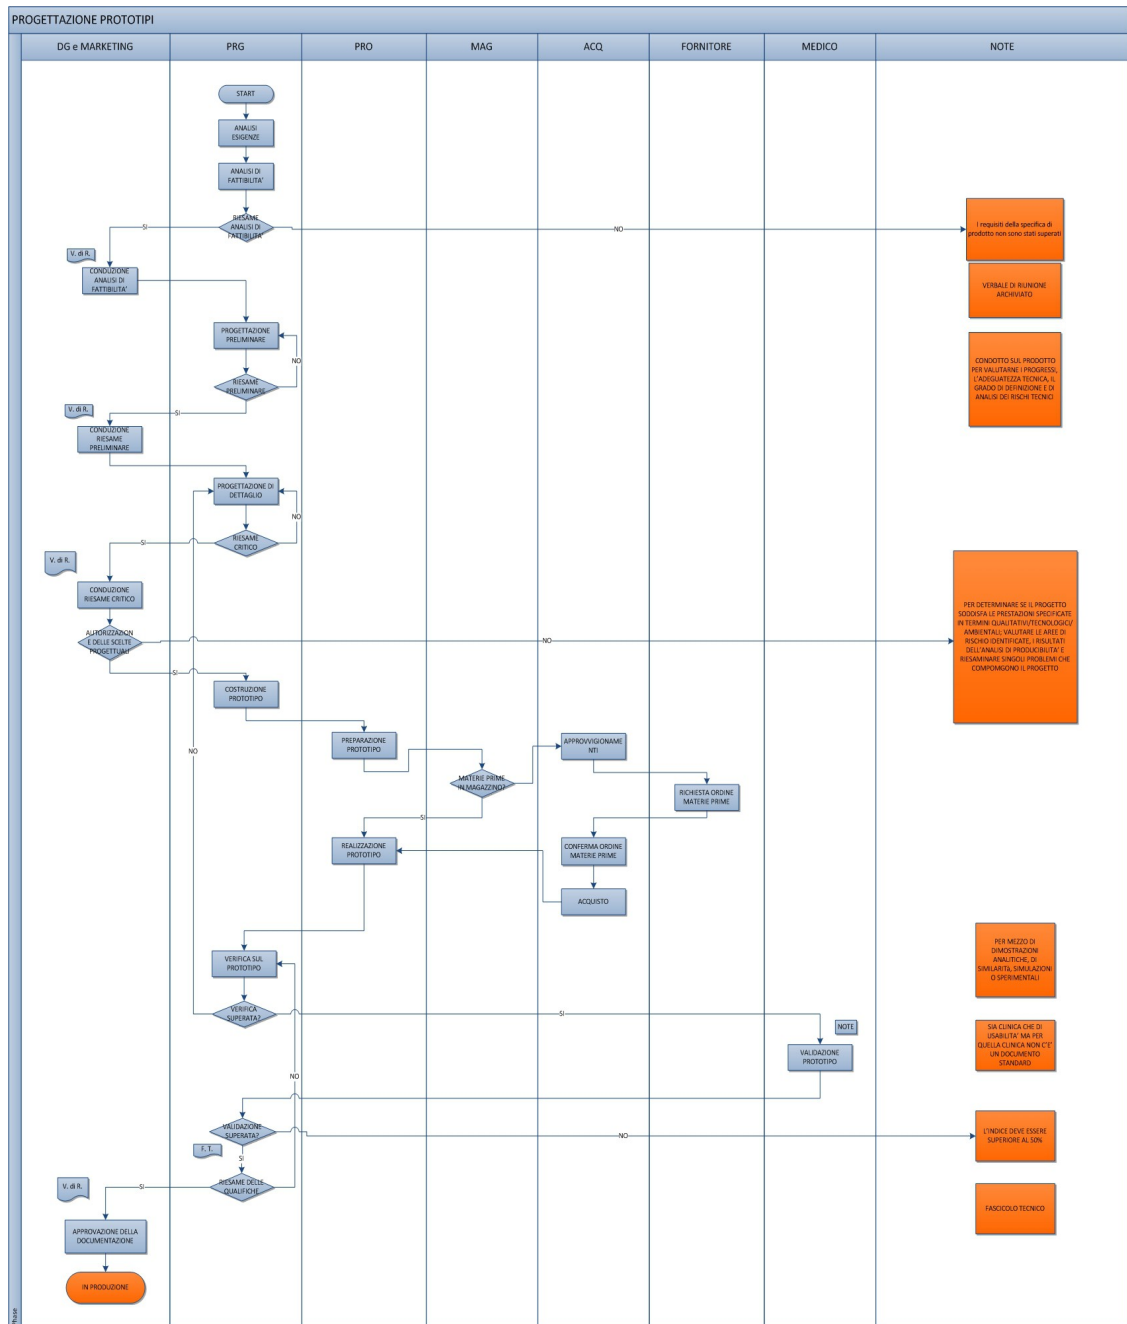 PROGETTAZIONE PROTOTIPI
DG e MARKETING
PRG
PRO
MAG
ACQ
FORNITORE
MEDICO
NOTE
START
ANALISI
ESIGENZE
ANALISI DI
FATTIBILITA'
RIESAME
ANALISI DI
FATTIBILITA'
SI
NO
I requisiti della specifica di
prodotto non sono stati superati
V. di R.
CONDUZIONE
ANALISI DI
FATTIBILITA'
VERBALE DI RIUNIONE
ARCHIVIATO
PROGETTAZIONE
PRELIMINARE
NO
RIESAME
PRELIMINARE
CONDOTTO SUL PRODOTTO
PER VALUTARNE I PROGRESSI,
L'ADEGUATEZZA TECNICA, IL
GRADO DI DEFINIZIONE E DI
ANALISI DEI RISCHI TECNICI
SI
V. di R.
CONDUZIONE
RIESAME
PRELIMINARE
PROGETTAZIONE DI
DETTAGLIO
NO
RIESAME
CRITICO
SI
V. di R.
CONDUZIONE
RIESAME CRITICO
AUTORIZZAZION
E DELLE SCELTE
PROGETTUALI
NO
PER DETERMINARE SE IL PROGETTO
SODDISFA LE PRESTAZIONI SPECIFICATE
IN TERMINI QUALITATIVI/TECNOLOGICI/
AMBIENTALI; VALUTARE LE AREE DI
RISCHIO IDENTIFICATE, I RISULTATI
DELL'ANALISI DI PRODUCIBILITA' E
RIESAMINARE SINGOLI PROBLEMI CHE
COMPOMGONO IL PROGETTO
SI
COSTRUZIONE
PROTOTIPO
NO
PREPARAZIONE
PROTOTIPO
MATERIE PRIME
IN MAGAZZINO?
APPROVVIGIONAME
NTI
RICHIESTA ORDINE
MATERIE PRIME
SI
REALIZZAZIONE
PROTOTIPO
CONFERMA ORDINE
MATERIE PRIME
ACQUISTO
VERIFICA SUL
PROTOTIPO
PER MEZZO DI
DIMOSTRAZIONI
ANALITICHE, DI
SIMILARITà, SIMULAZIONI
O SPERIMENTALI
VERIFICA
SUPERATA?
SI
NOTE
VALIDAZIONE
PROTOTIPO
SIA CLINICA CHE DI
USABILITA' MA PER
QUELLA CLINICA NON C'E'
UN DOCUMENTO
STANDARD
NO
VALIDAZIONE
SUPERATA?
NO
L'INDICE DEVE ESSERE
SUPERIORE AL 50%
F. T.
SI
RIESAME DELLE
QUALIFICHE
SI
V. di R.
FASCICOLO TECNICO
APPROVAZIONE DELLA
DOCUMENTAZIONE
IN PRODUZIONE